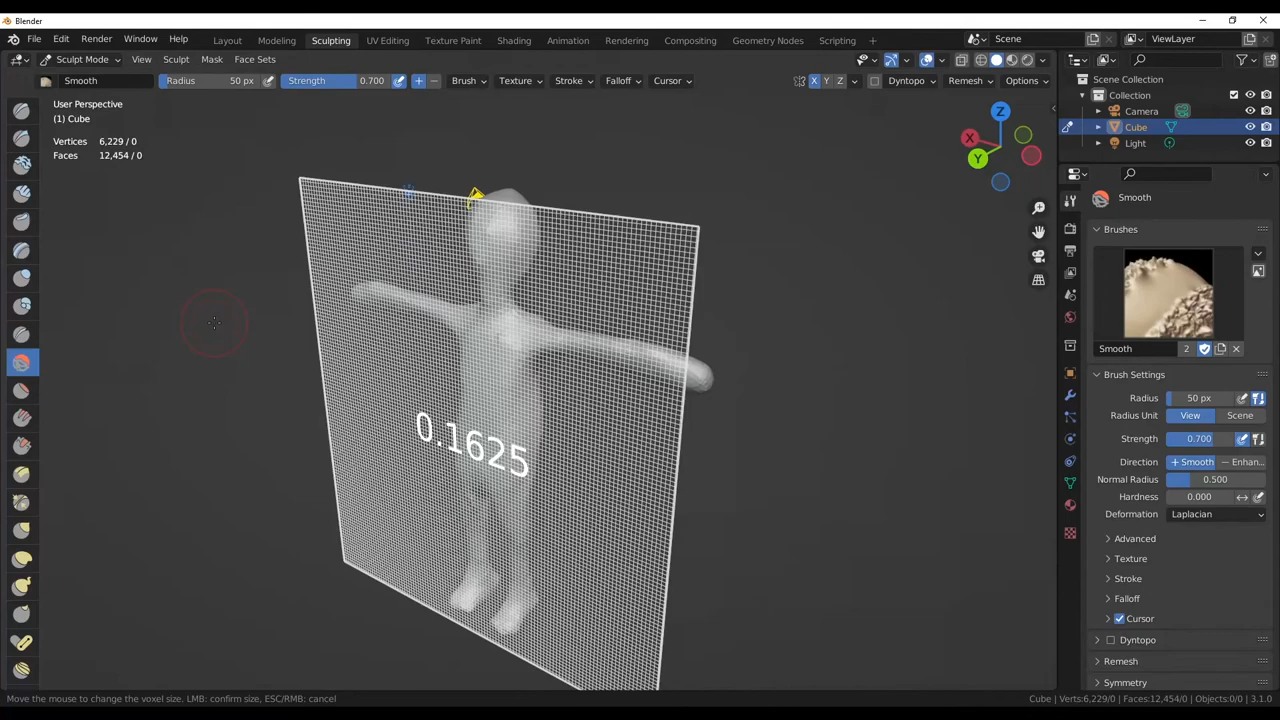 Blender
File Edit Render Window Help
Layout Modeling Sculpting UV Editing Texture Paint Shading Animation Rendering Compositing Geometry Nodes Scripting +
Scene
ViewLayer
Sculpt Mode View Sculpt Mask Face Sets
Smooth Radius 50 px Strength 0.700 + − Brush Texture Stroke Falloff Cursor X Y Z Dyntopo Remesh Options
User Perspective
(1) Cube
Vertices 6,229 / 0
Faces 12,454 / 0
Z
X
Y
0.1625
Scene Collection
Collection
Camera
Cube
Light
Smooth
Brushes
Smooth 2
Brush Settings
Radius 50 px
Radius Unit View Scene
Strength 0.700
Direction + Smooth − Enhan...
Normal Radius 0.500
Hardness 0.000
Deformation Laplacian
Advanced
Texture
Stroke
Falloff
Cursor
Dyntopo
Remesh
Symmetry
Move the mouse to change the voxel size. LMB: confirm size, ESC/RMB: cancel
Cube | Verts:6,229/0 | Faces:12,454/0 | Objects:0/0 | 3.1.0